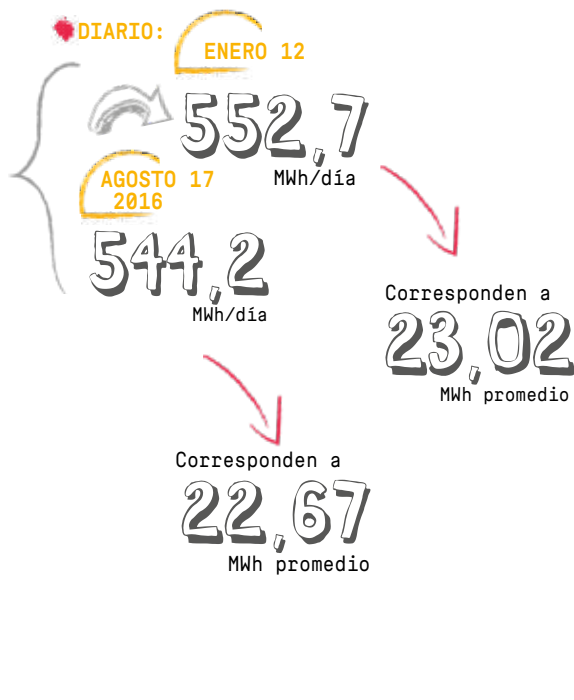 DIARIO:
ENERO 12
552,7
MWh/día
AGOSTO 17
2016
544,2
MWh/día
Corresponden a
23,02
MWh promedio
Corresponden a
22,67
MWh promedio